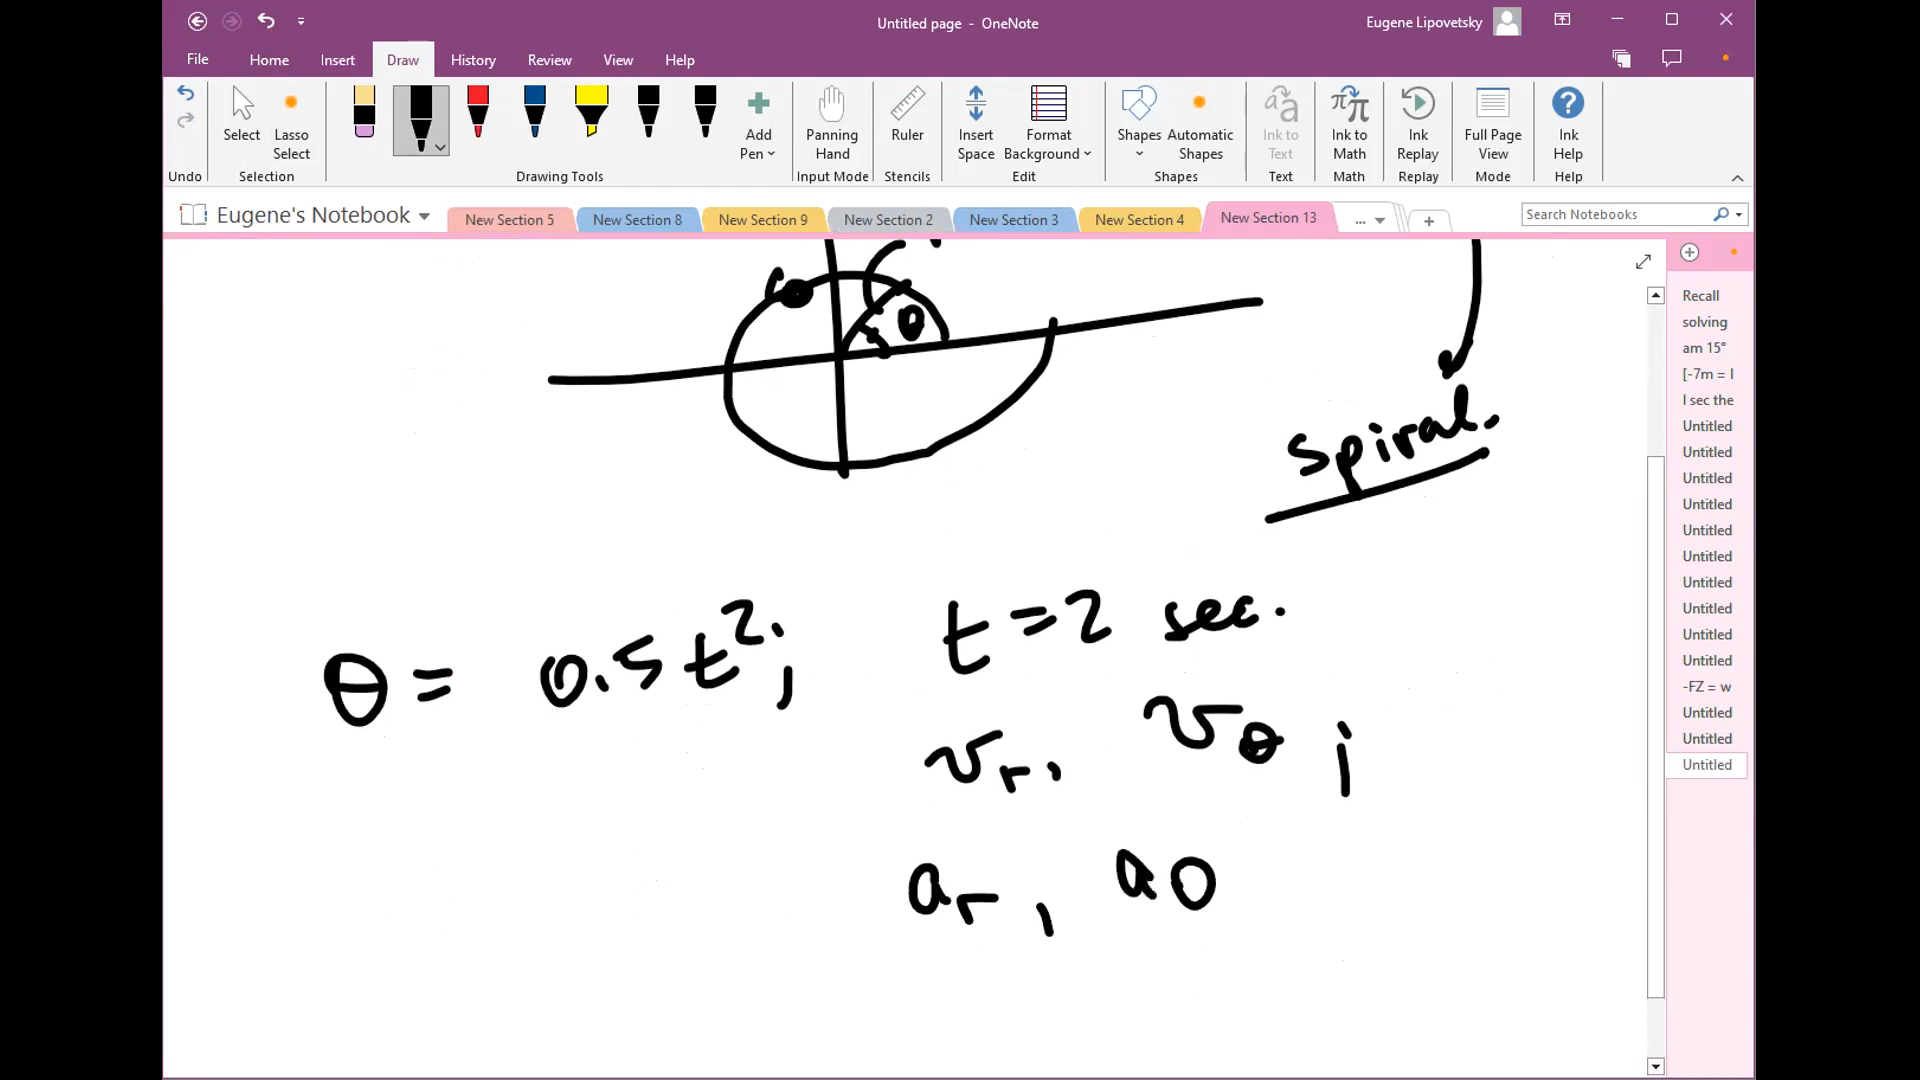 Untitled page - OneNote
Eugene Lipovetsky
File
Home
Insert
Draw
History
Review
View
Help
Select
Lasso Select
Add Pen
Panning Hand
Ruler
Insert Space
Format Background
Shapes
Automatic Shapes
Ink to Text
Ink to Math
Ink Replay
Full Page View
Ink Help
Undo
Selection
Drawing Tools
Input Mode
Stencils
Edit
Shapes
Text
Math
Replay
Mode
Help
Eugene's Notebook
New Section 5
New Section 8
New Section 9
New Section 2
New Section 3
New Section 4
New Section 13
...
Search Notebooks
θ
spiral.
θ = 0.5 t²; t = 2 sec.
v_r, v_θ ;
a_r, a_θ
Recall
solving
am 15°
[-7m = I
I sec the
Untitled
Untitled
Untitled
Untitled
Untitled
Untitled
Untitled
Untitled
Untitled
Untitled
-FZ = w
Untitled
Untitled
Untitled